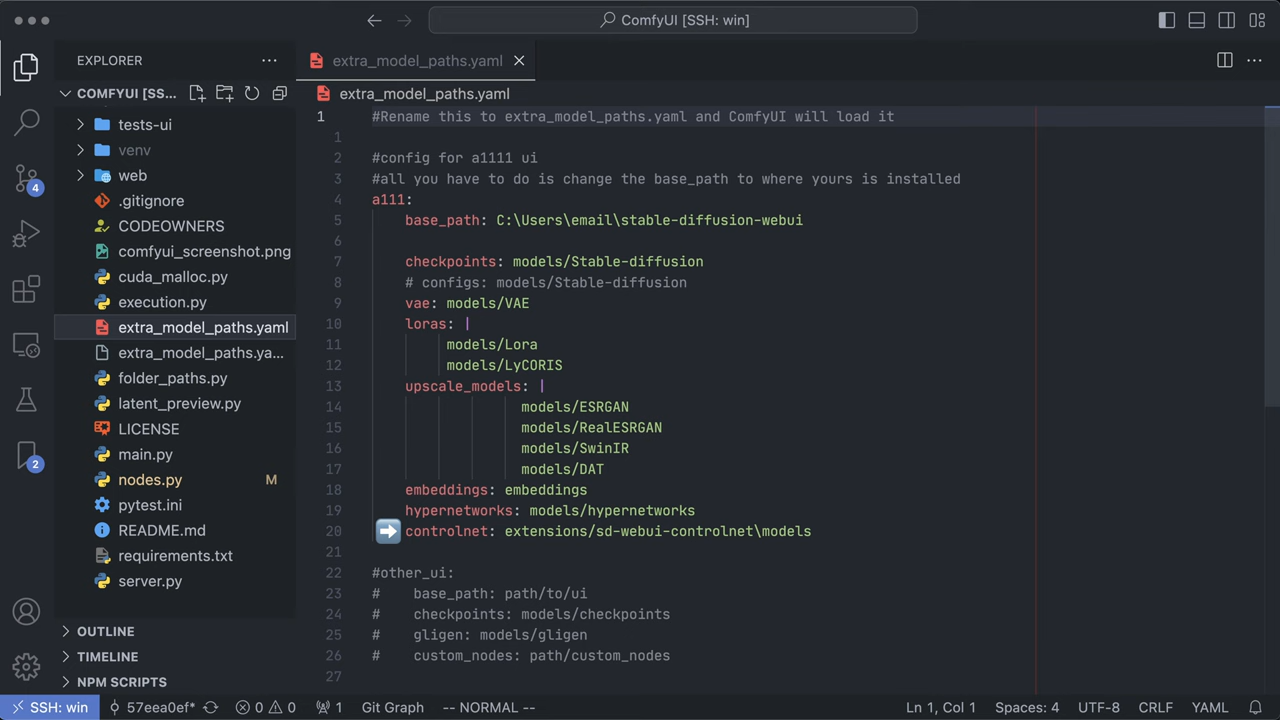 ComfyUI [SSH: win]
EXPLORER
extra_model_paths.yaml
COMFYUI [SS...
extra_model_paths.yaml
tests-ui
venv
web
.gitignore
CODEOWNERS
comfyui_screenshot.png
cuda_malloc.py
execution.py
extra_model_paths.yaml
extra_model_paths.ya...
folder_paths.py
latent_preview.py
LICENSE
main.py
nodes.py M
pytest.ini
README.md
requirements.txt
server.py
OUTLINE
TIMELINE
NPM SCRIPTS
4
2
1 #Rename this to extra_model_paths.yaml and ComfyUI will load it
1
2 #config for a1111 ui
3 #all you have to do is change the base_path to where yours is installed
4 a111:
5 base_path: C:\Users\email\stable-diffusion-webui
6
7 checkpoints: models/Stable-diffusion
8 # configs: models/Stable-diffusion
9 vae: models/VAE
10 loras: |
11 models/Lora
12 models/LyCORIS
13 upscale_models: |
14 models/ESRGAN
15 models/RealESRGAN
16 models/SwinIR
17 models/DAT
18 embeddings: embeddings
19 hypernetworks: models/hypernetworks
20 controlnet: extensions/sd-webui-controlnet\models
21
22 #other_ui:
23 # base_path: path/to/ui
24 # checkpoints: models/checkpoints
25 # gligen: models/gligen
26 # custom_nodes: path/custom_nodes
27
SSH: win 57eea0ef* 0 0 1 Git Graph -- NORMAL -- Ln 1, Col 1 Spaces: 4 UTF-8 CRLF YAML